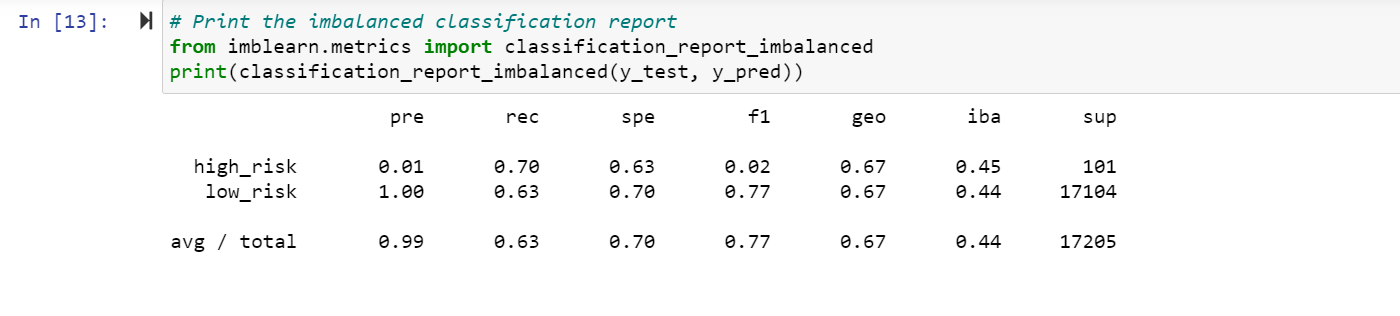 In [13]: # Print the imbalanced classification report
from imblearn.metrics import classification_report_imbalanced
print(classification_report_imbalanced(y_test, y_pred))
pre rec spe f1 geo iba sup
high_risk 0.01 0.70 0.63 0.02 0.67 0.45 101
low_risk 1.00 0.63 0.70 0.77 0.67 0.44 17104
avg / total 0.99 0.63 0.70 0.77 0.67 0.44 17205